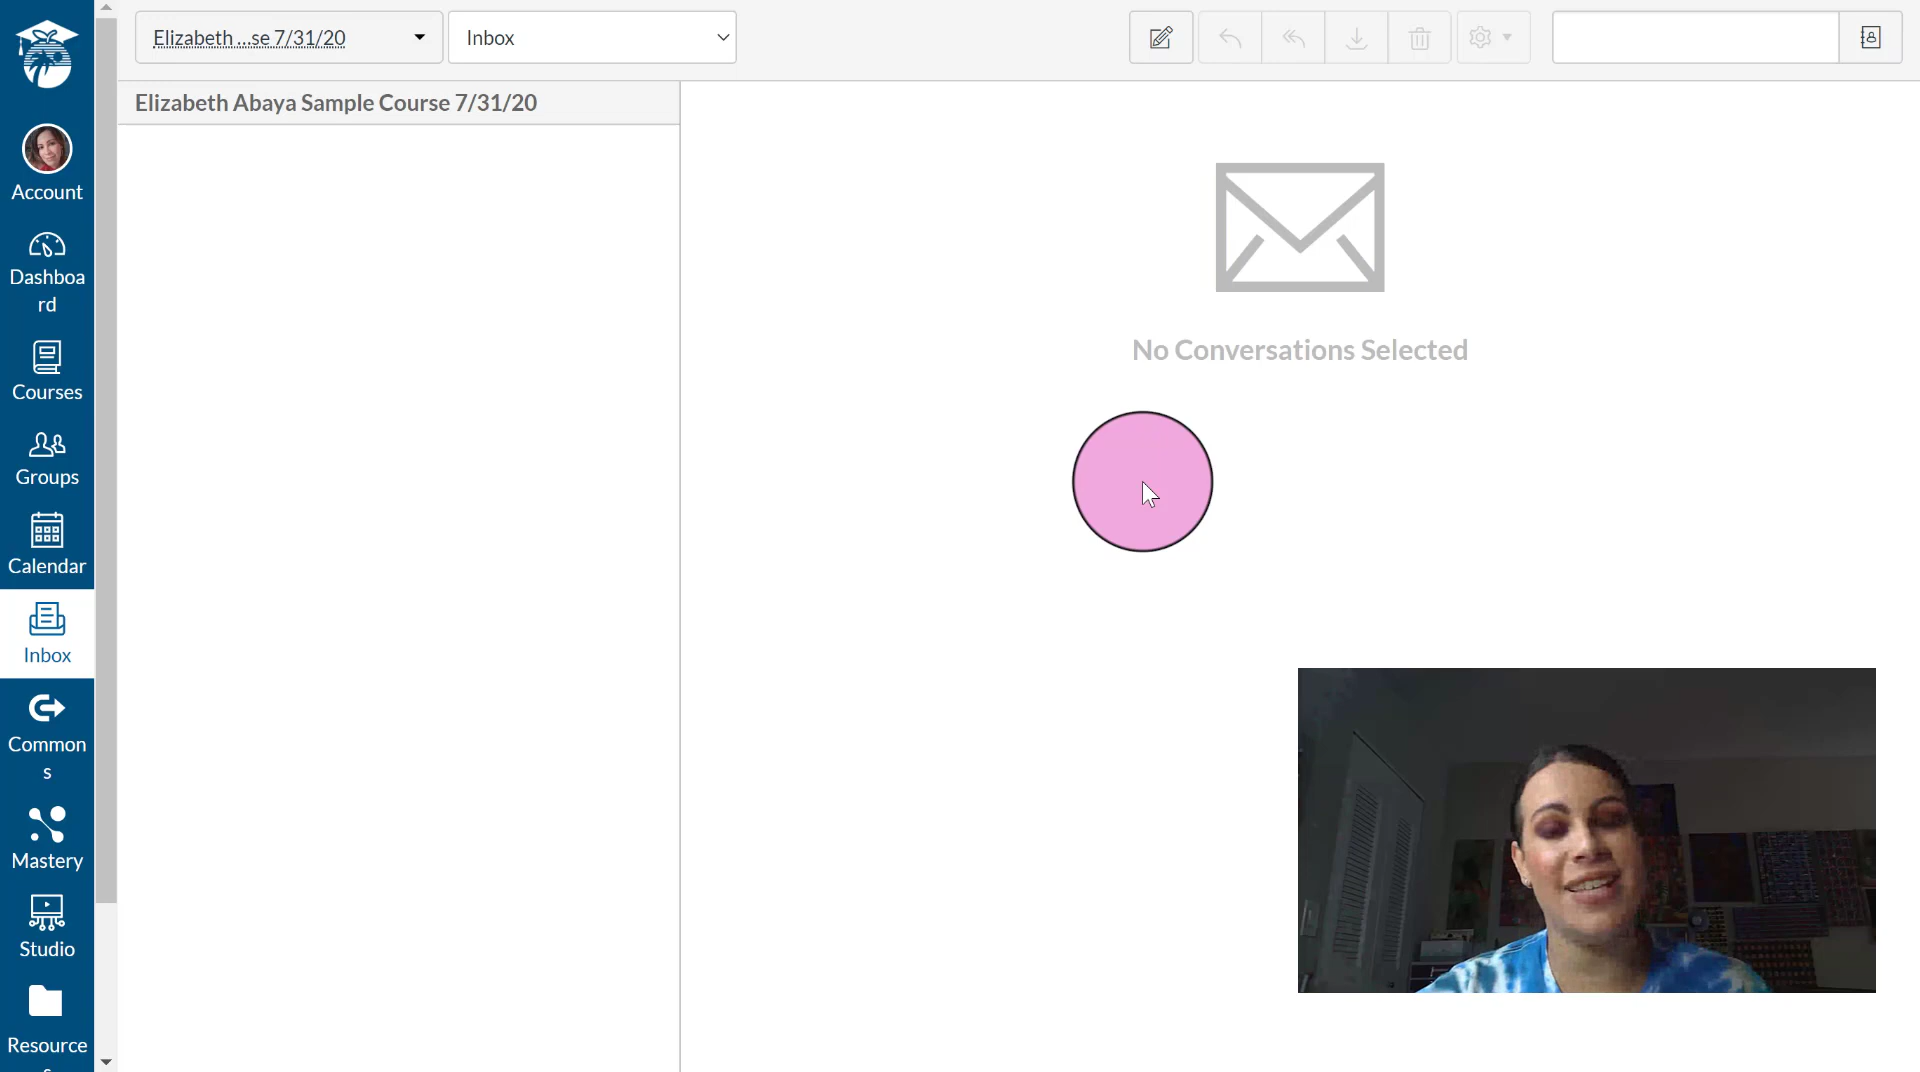 Elizabeth ...se 7/31/20
Inbox
Elizabeth Abaya Sample Course 7/31/20
No Conversations Selected
Account
Dashboa
rd
Courses
Groups
Calendar
Inbox
Common
s
Mastery
Studio
Resource